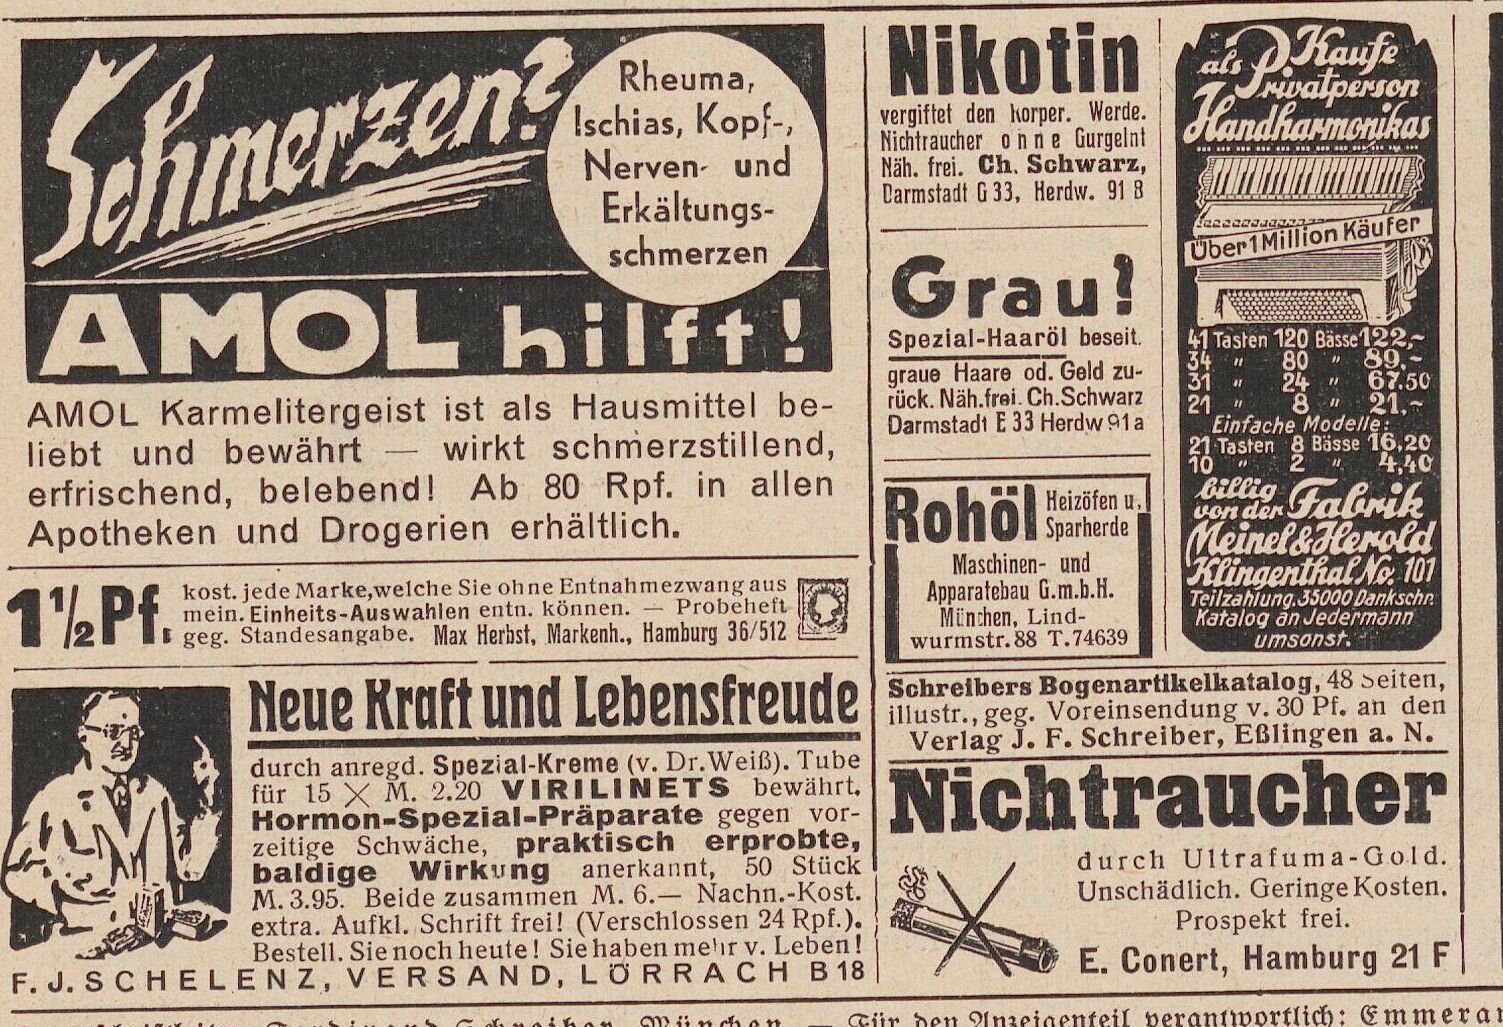 Schmerzen?
Rheuma,
Ischias, Kopf-,
Nerven- und
Erkältungs-
schmerzen
AMOL hilft!
AMOL Karmelitergeist ist als Hausmittel be-
liebt und bewährt — wirkt schmerzstillend,
erfrischend, belebend! Ab 80 Rpf. in allen
Apotheken und Drogerien erhältlich.
1½ Pf.
kost. jede Marke, welche Sie ohne Entnahmezwang aus
mein. Einheits-Auswahlen entn. können. — Probeheft
geg. Standesangabe. Max Herbst, Markenh., Hamburg 36/512
Neue Kraft und Lebensfreude
durch anregd. Spezial-Kreme (v. Dr. Weiß). Tube
für 15 × M. 2.20 VIRILINETS bewährt.
Hormon-Spezial-Präparate gegen vor-
zeitige Schwäche, praktisch erprobte,
baldige Wirkung anerkannt, 50 Stück
M. 3.95. Beide zusammen M. 6.— Nachn.-Kost.
extra. Aufkl. Schrift frei! (Verschlossen 24 Rpf.).
Bestell. Sie noch heute! Sie haben mehr v. Leben!
F. J. SCHELENZ, VERSAND, LÖRRACH B 18
Nikotin
vergiftet den Körper. Werde.
Nichtraucher ohne Gurgeln!
Näh. frei. Ch. Schwarz,
Darmstadt G 33, Herdw. 91 B
Grau?
Spezial-Haaröl beseit.
graue Haare od. Geld zu-
rück. Näh. frei. Ch. Schwarz
Darmstadt E 33 Herdw 91a
Rohöl
Heizöfen u.
Sparherde
Maschinen- und
Apparatebau G.m.b.H.
München, Lind-
wurmstr. 88 T. 74639
Kaufe
als Privatperson
Handharmonikas
Über 1 Million Käufer
41 Tasten 120 Bässe 122,-
34 " 80 " 89,-
31 " 24 " 67.50
21 " 8 " 21.-
Einfache Modelle:
21 Tasten 8 Bässe 16,20
10 " 2 " 4,40
billig
von der Fabrik
Meinel & Herold
Klingenthal No. 101
Teilzahlung. 35000 Dankschr.
Katalog an Jedermann
umsonst.
Schreibers Bogenartikelkatalog, 48 Seiten,
illustr., geg. Voreinsendung v. 30 Pf. an den
Verlag J. F. Schreiber, Eßlingen a. N.
Nichtraucher
durch Ultrafuma-Gold.
Unschädlich. Geringe Kosten.
Prospekt frei.
E. Conert, Hamburg 21 F
Ferdinand Schreiber, München. — Für den Anzeigenteil verantwortlich: Emmeran